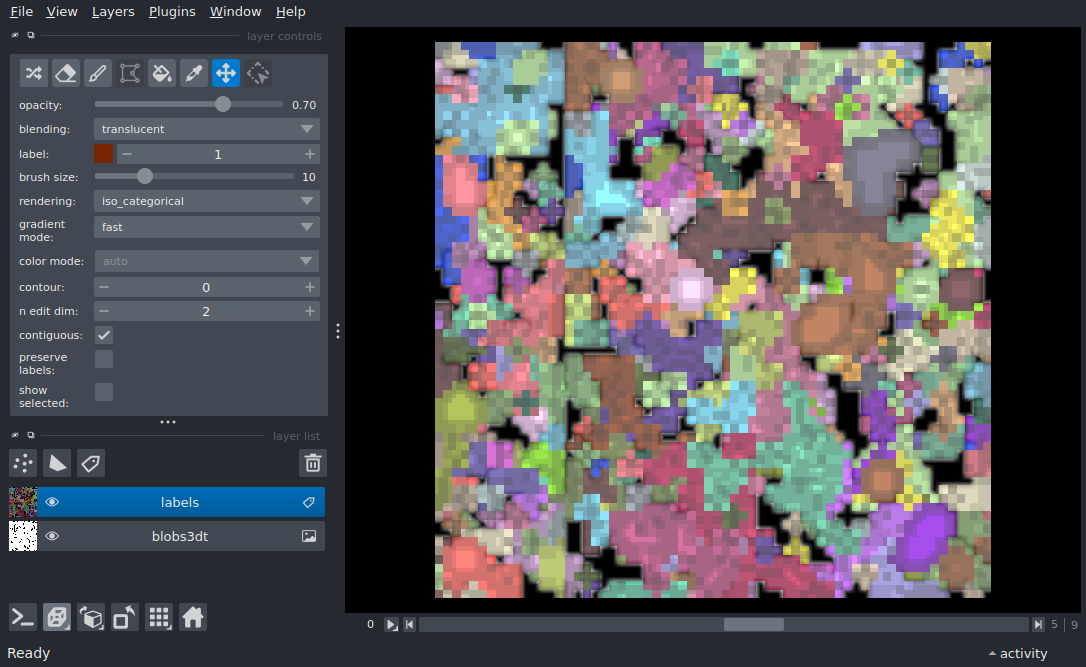 File View Layers Plugins Window Help
layer controls
opacity: 0.70
blending: translucent
label: 1
brush size: 10
rendering: iso_categorical
gradient
mode: fast
color mode: auto
contour: 0
n edit dim: 2
contiguous:
preserve
labels:
show
selected:
layer list
labels
blobs3dt
0 5 | 9
Ready activity